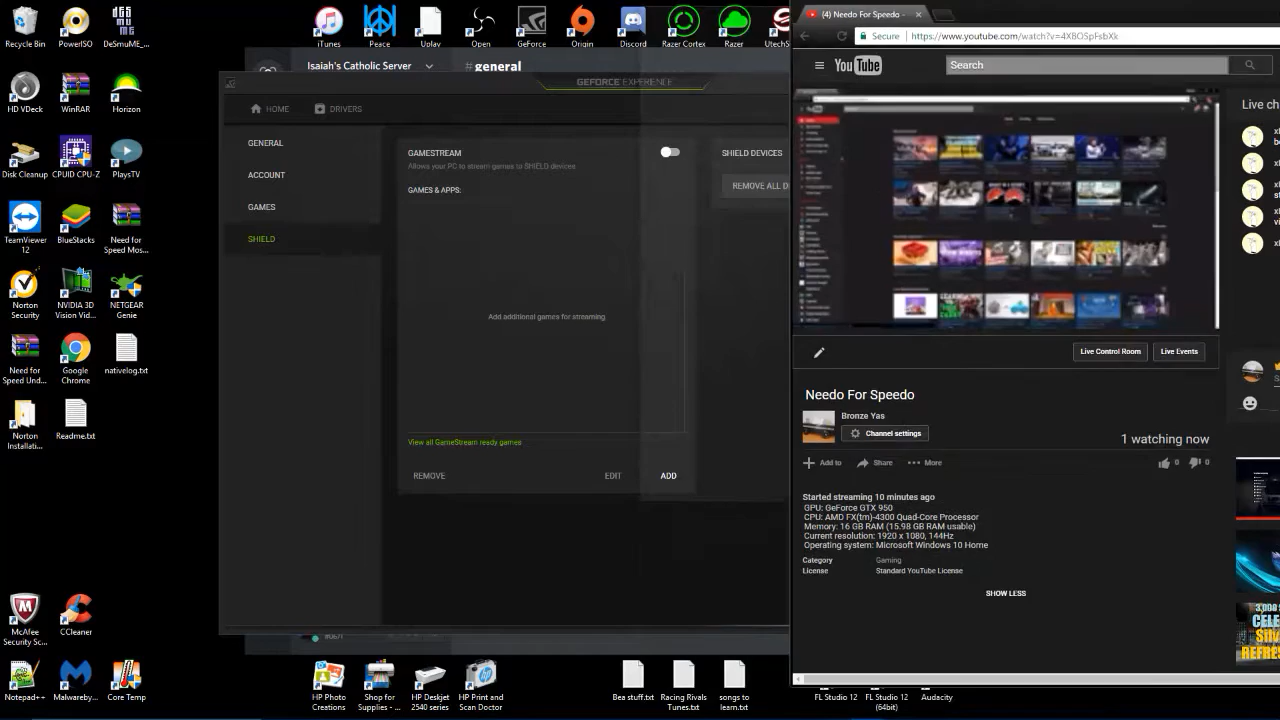 Recycle Bin
PowerISO
DeSmuME_...
iTunes
Peace
Uplay
Open
GeForce
Origin
Discord
Razer Cortex
Razer
UtechS
HD VDeck
WinRAR
Horizon
Disk Cleanup
CPUID CPU-Z
PlaysTV
TeamViewer 12
BlueStacks
Need for Speed Mos...
Norton Security
NVIDIA 3D Vision Vid...
NETGEAR Genie
Need for Speed Und...
Google Chrome
nativelog.txt
Norton Installati...
Readme.txt
McAfee Security Sc...
CCleaner
Notepad++
Malwareby...
Core Temp
HP Photo Creations
Shop for Supplies - ...
HP Deskjet 2540 series
HP Print and Scan Doctor
Bea stuff.txt
Racing Rivals Tunes.txt
songs to learn.txt
FL Studio 12
FL Studio 12 (64bit)
Audacity
Isaiah's Catholic Server
#general
GEFORCE EXPERIENCE
HOME
DRIVERS
GENERAL
ACCOUNT
GAMES
SHIELD
GAMESTREAM
Allows your PC to stream games to SHIELD devices
GAMES & APPS:
Add additional games for streaming.
View all GameStream ready games
REMOVE
EDIT
ADD
SHIELD DEVICES
REMOVE ALL D
(4) Needo For Speedo -
Secure
YouTube
Search
Live ch
Live Control Room
Live Events
Needo For Speedo
Bronze Yas
Channel settings
1 watching now
Add to
Share
More
0
0
Started streaming 10 minutes ago
GPU: GeForce GTX 950
CPU: AMD FX(tm)-4300 Quad-Core Processor
Memory: 16 GB RAM (15.98 GB RAM usable)
Current resolution: 1920 x 1080, 144Hz
Operating system: Microsoft Windows 10 Home
Category
Gaming
License
Standard YouTube License
SHOW LESS
3,000
CELE
REFRE